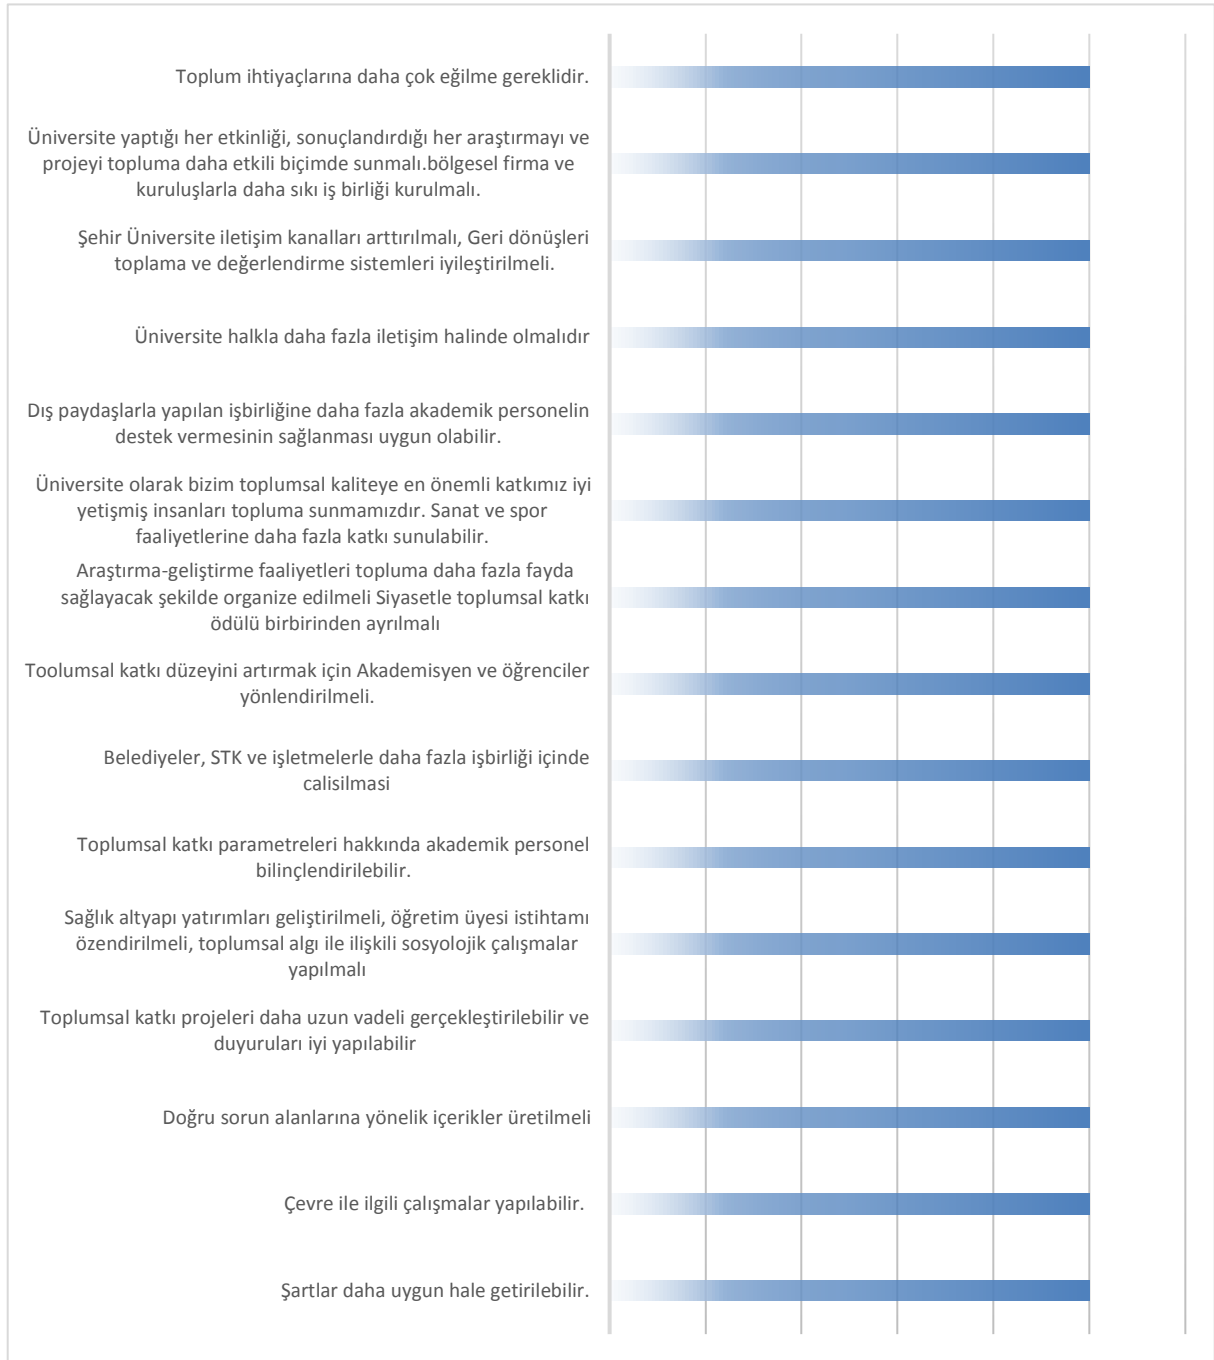 Toplum ihtiyaçlarına daha çok eğilme gereklidir.
Üniversite yaptığı her etkinliği, sonuçlandırdığı her araştırmayı ve
projeyi topluma daha etkili biçimde sunmalı.bölgesel firma ve
kuruluşlarla daha sıkı iş birliği kurulmalı.
Şehir Üniversite iletişim kanalları arttırılmalı, Geri dönüşleri
toplama ve değerlendirme sistemleri iyileştirilmeli.
Üniversite halkla daha fazla iletişim halinde olmalıdır
Dış paydaşlarla yapılan işbirliğine daha fazla akademik personelin
destek vermesinin sağlanması uygun olabilir.
Üniversite olarak bizim toplumsal kaliteye en önemli katkımız iyi
yetişmiş insanları topluma sunmamızdır. Sanat ve spor
faaliyetlerine daha fazla katkı sunulabilir.
Araştırma-geliştirme faaliyetleri topluma daha fazla fayda
sağlayacak şekilde organize edilmeli Siyasetle toplumsal katkı
ödülü birbirinden ayrılmalı
Toolumsal katkı düzeyini artırmak için Akademisyen ve öğrenciler
yönlendirilmeli.
Belediyeler, STK ve işletmelerle daha fazla işbirliği içinde
calisilmasi
Toplumsal katkı parametreleri hakkında akademik personel
bilinçlendirilebilir.
Sağlık altyapı yatırımları geliştirilmeli, öğretim üyesi istihtamı
özendirilmeli, toplumsal algı ile ilişkili sosyolojik çalışmalar
yapılmalı
Toplumsal katkı projeleri daha uzun vadeli gerçekleştirilebilir ve
duyuruları iyi yapılabilir
Doğru sorun alanlarına yönelik içerikler üretilmeli
Çevre ile ilgili çalışmalar yapılabilir.
Şartlar daha uygun hale getirilebilir.